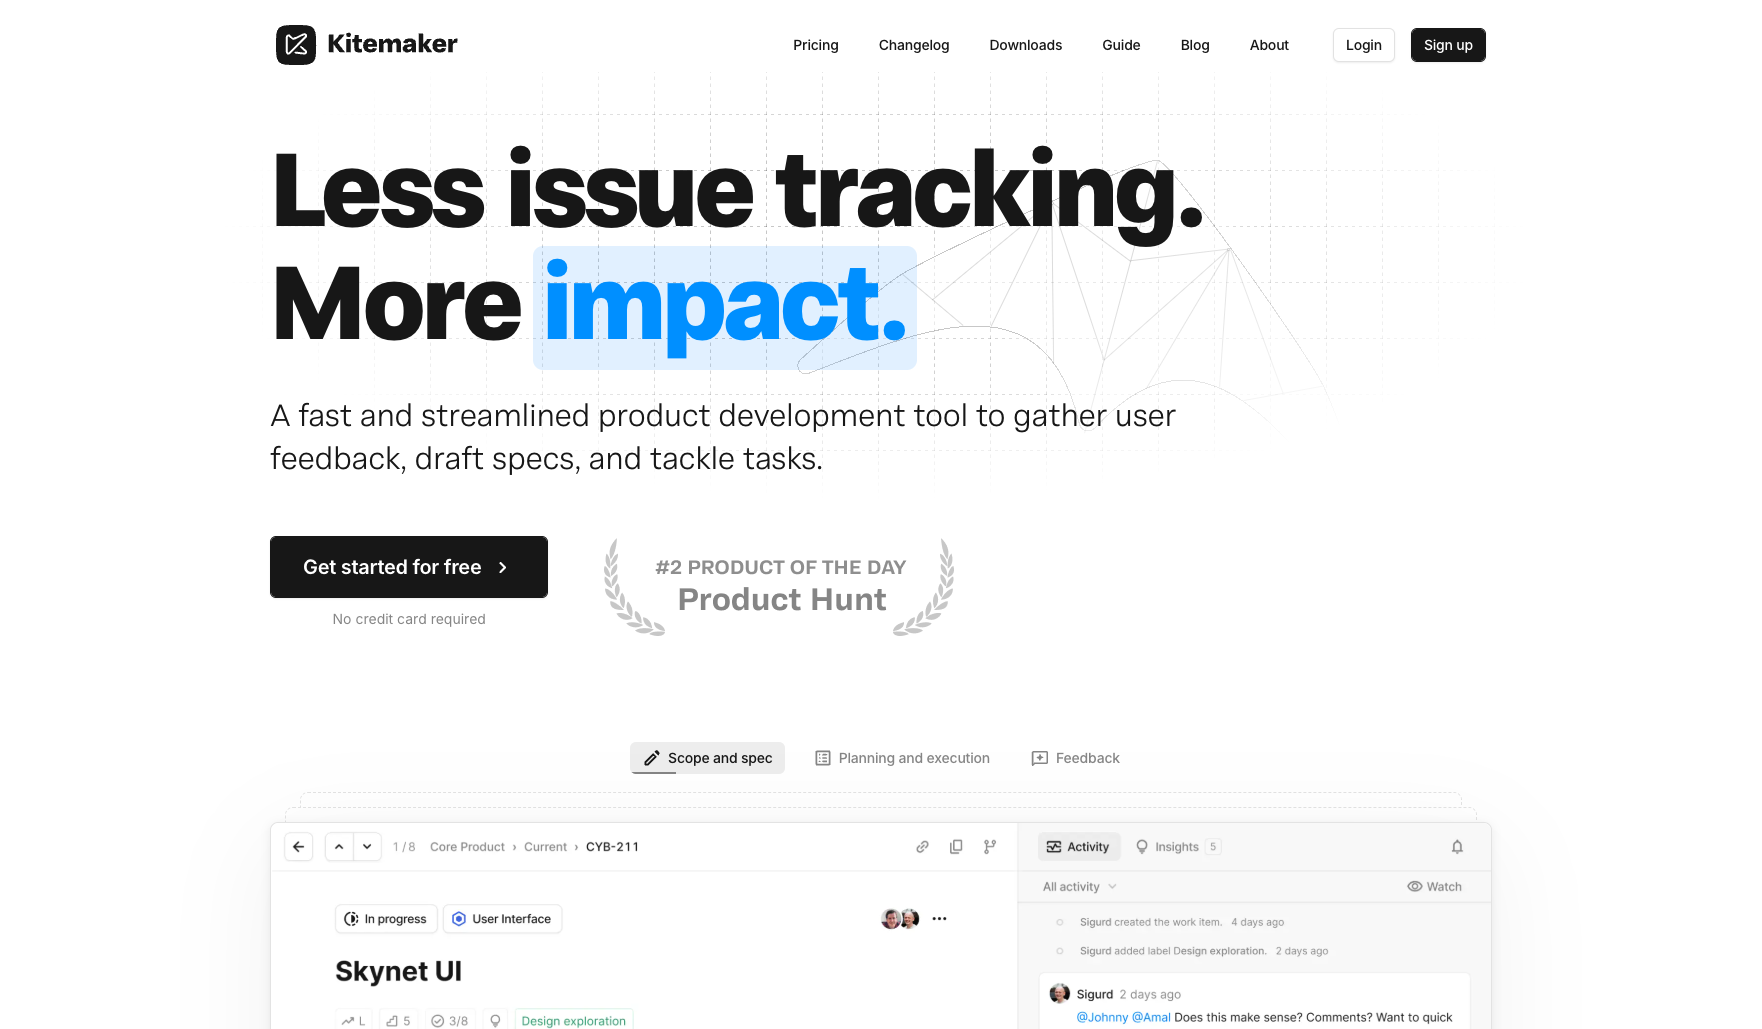 Kitemaker
Pricing
Changelog
Downloads
Guide
Blog
About
Login
Sign up
Less issue tracking.
More impact.
A fast and streamlined product development tool to gather user
feedback, draft specs, and tackle tasks.
Get started for free
No credit card required
#2 PRODUCT OF THE DAY
Product Hunt
Scope and spec
Planning and execution
Feedback
1 / 8 Core Product › Current › CYB-211
Activity
Insights 5
All activity
Watch
In progress
User Interface
Sigurd created the work item. 4 days ago
Sigurd added label Design exploration. 2 days ago
Skynet UI
Sigurd 2 days ago
L
5
3/8
Design exploration
@Johnny @Amal Does this make sense? Comments? Want to quick